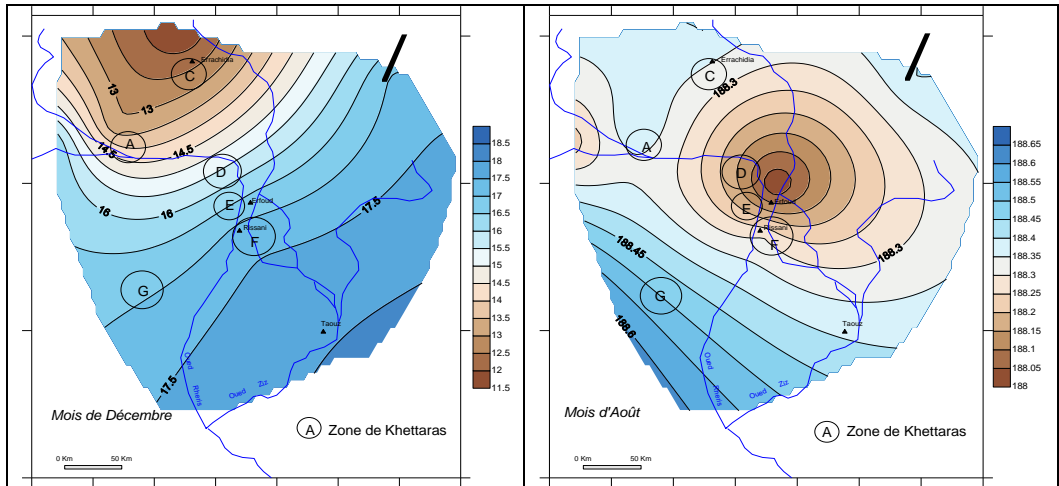 Errachidia
C
13
13
A
14.5
14.5
D
E
Erfoud
16
16
17.5
Rissani
F
G
Taouz
17.5
Oued
Rheris
Oued Ziz
18.5
18
17.5
17
16.5
16
15.5
15
14.5
14
13.5
13
12.5
12
11.5
Mois de Décembre
A Zone de Khettaras
0 Km 50 Km
Errachidia
C
188.3
A
D
E
Erfoud
Rissani
F
188.3
188.45
G
188.6
Taouz
Oued
Rheris
Oued Ziz
188.65
188.6
188.55
188.5
188.45
188.4
188.35
188.3
188.25
188.2
188.15
188.1
188.05
188
Mois d'Août
A Zone de Khettaras
0 Km 50 Km